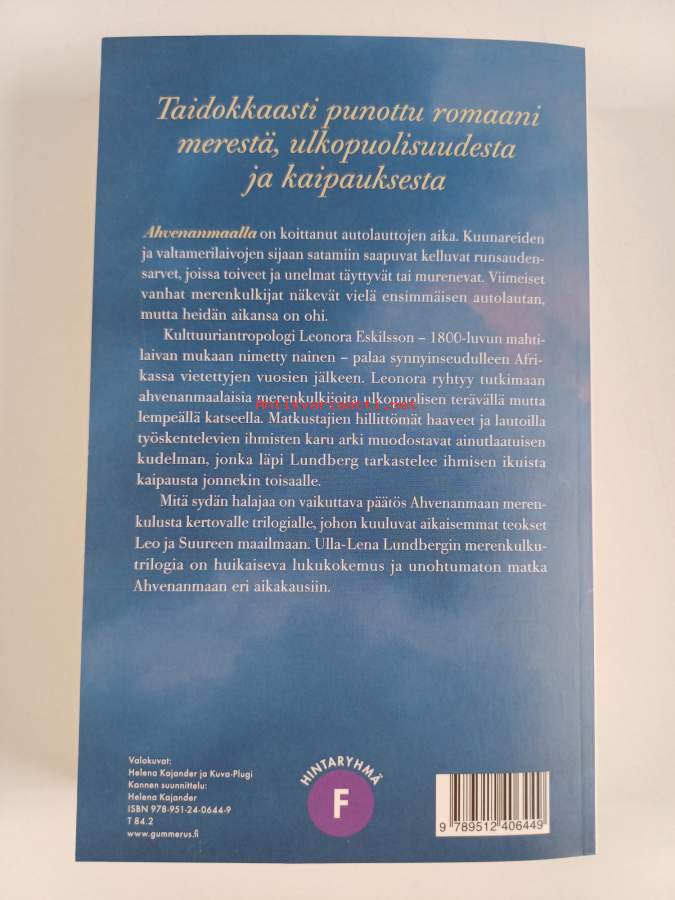 Taidokkaasti punottu romaani
merestä, ulkopuolisuudesta
ja kaipauksesta
Ahvenanmaalla on koittanut autolauttojen aika. Kuunareiden
ja valtamerilaivojen sijaan satamiin saapuvat kelluvat runsauden-
sarvet, joissa toiveet ja unelmat täyttyvät tai murenevat. Viimeiset
vanhat merenkulkijat näkevät vielä ensimmäisen autolautan,
mutta heidän aikansa on ohi.
Kulttuuriantropologi Leonora Eskilsson – 1800-luvun mahti-
laivan mukaan nimetty nainen – palaa synnyinseudulleen Afri-
kassa vietettyjen vuosien jälkeen. Leonora ryhtyy tutkimaan
ahvenanmaalaisia merenkulkijoita ulkopuolisen terävällä mutta
Antikvariaatti.net
lempeällä katseella. Matkustajien hillittömät haaveet ja lautoilla
työskentelevien ihmisten karu arki muodostavat ainutlaatuisen
kudelman, jonka läpi Lundberg tarkastelee ihmisen ikuista
kaipausta jonnekin toisaalle.
Mitä sydän halajaa on vaikuttava päätös Ahvenanmaan meren-
kulusta kertovalle trilogialle, johon kuuluvat aikaisemmat teokset
Leo ja Suureen maailmaan. Ulla-Lena Lundbergin merenkulku-
trilogia on huikaiseva lukukokemus ja unohtumaton matka
Ahvenanmaan eri aikakausiin.
Valokuvat:
Helena Kajander ja Kuva-Plugi
Kannen suunnittelu:
Helena Kajander
ISBN 978-951-24-0644-9
T 84.2
www.gummerus.fi
HINTARYHMÄ
F
9 789512 406449